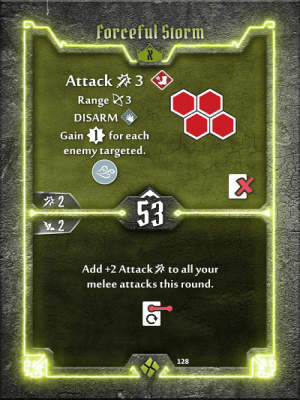 Forceful Storm
X
Attack 3
Range 3
DISARM
Gain 1 for each
enemy targeted.
2
53
2
Add +2 Attack to all your
melee attacks this round.
128